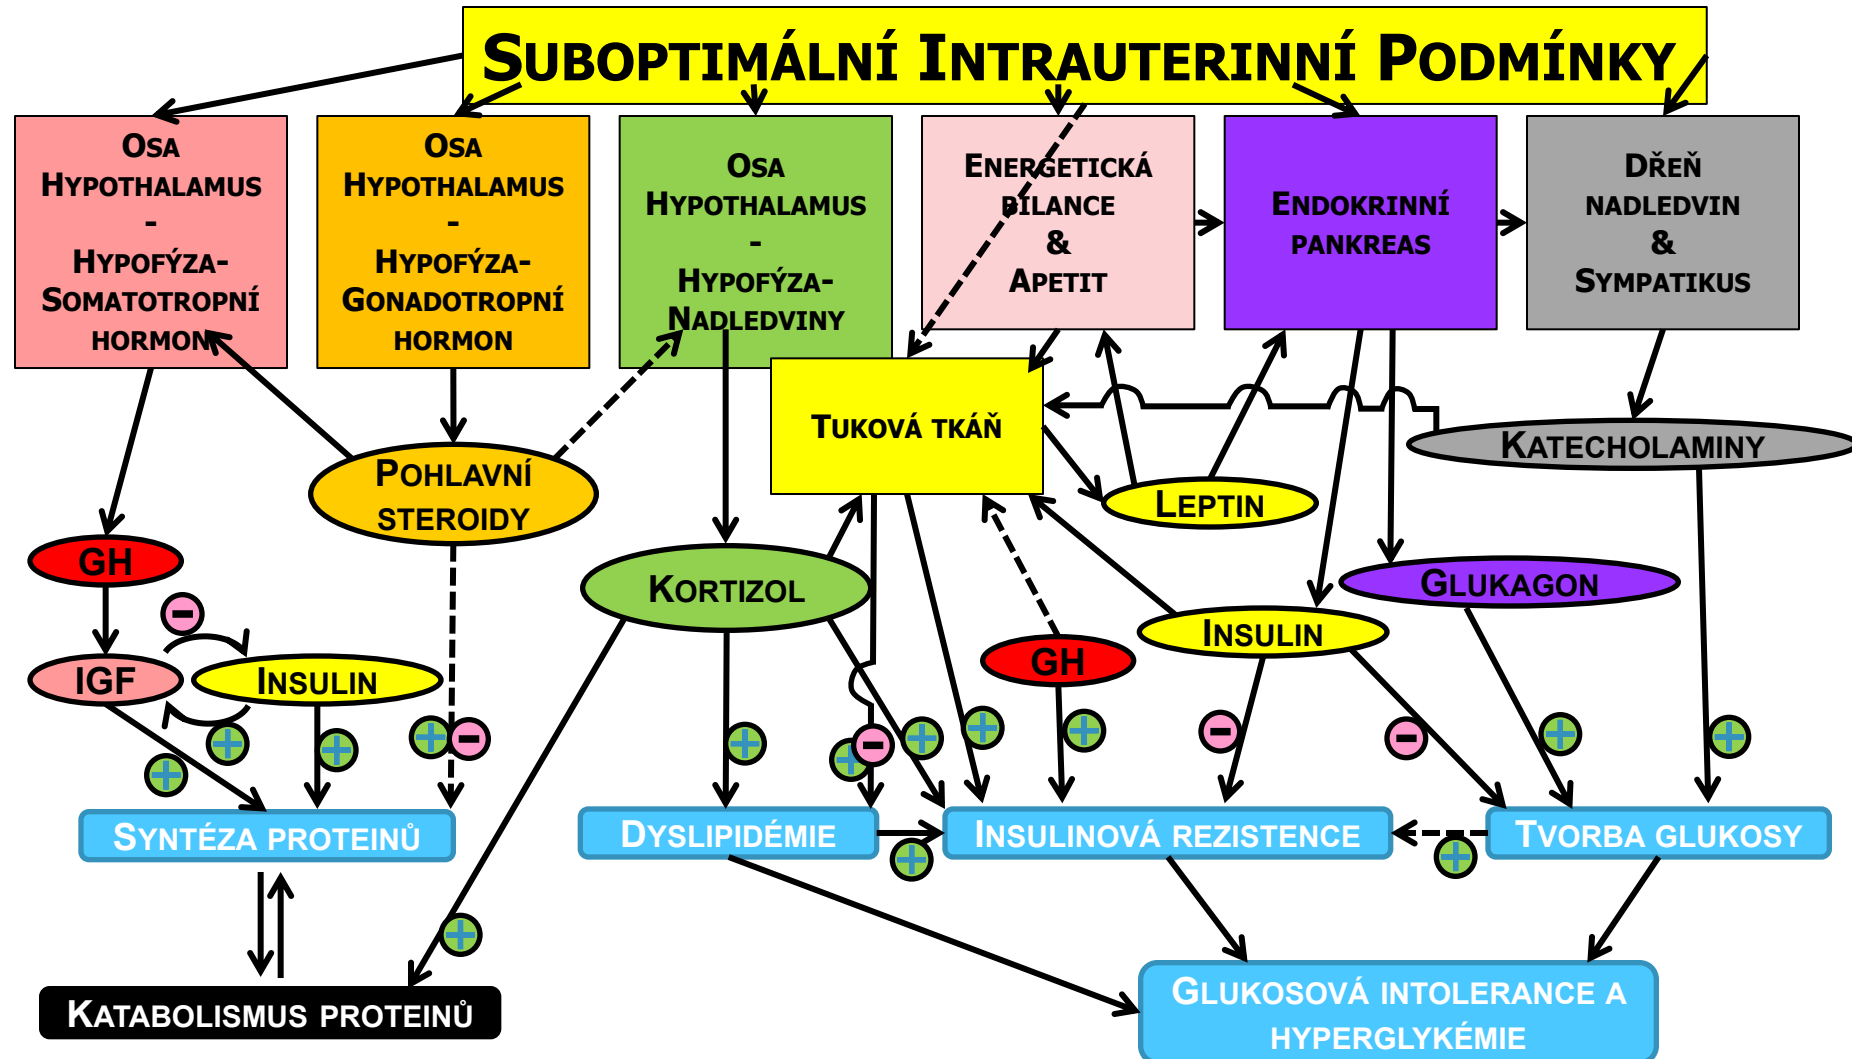 SUBOPTIMÁLNÍ INTRAUTERINNÍ PODMÍNKY
OSA
HYPOTHALAMUS
-
HYPOFÝZA-
SOMATOTROPNÍ
HORMON
OSA
HYPOTHALAMUS
-
HYPOFÝZA-
GONADOTROPNÍ
HORMON
OSA
HYPOTHALAMUS
-
HYPOFÝZA-
NADLEDVINY
ENERGETICKÁ
BILANCE
&
APETIT
ENDOKRINNÍ
PANKREAS
DŘEŇ
NADLEDVIN
&
SYMPATIKUS
TUKOVÁ TKÁŇ
POHLAVNÍ
STEROIDY
LEPTIN
KATECHOLAMINY
GH
KORTIZOL
GLUKAGON
INSULIN
GH
IGF
INSULIN
-
+
+
+
+
-
+
+
-
+
+
+
-
-
+
+
SYNTÉZA PROTEINŮ
DYSLIPIDÉMIE
INSULINOVÁ REZISTENCE
TVORBA GLUKOSY
+
+
+
KATABOLISMUS PROTEINŮ
GLUKOSOVÁ INTOLERANCE A
HYPERGLYKÉMIE